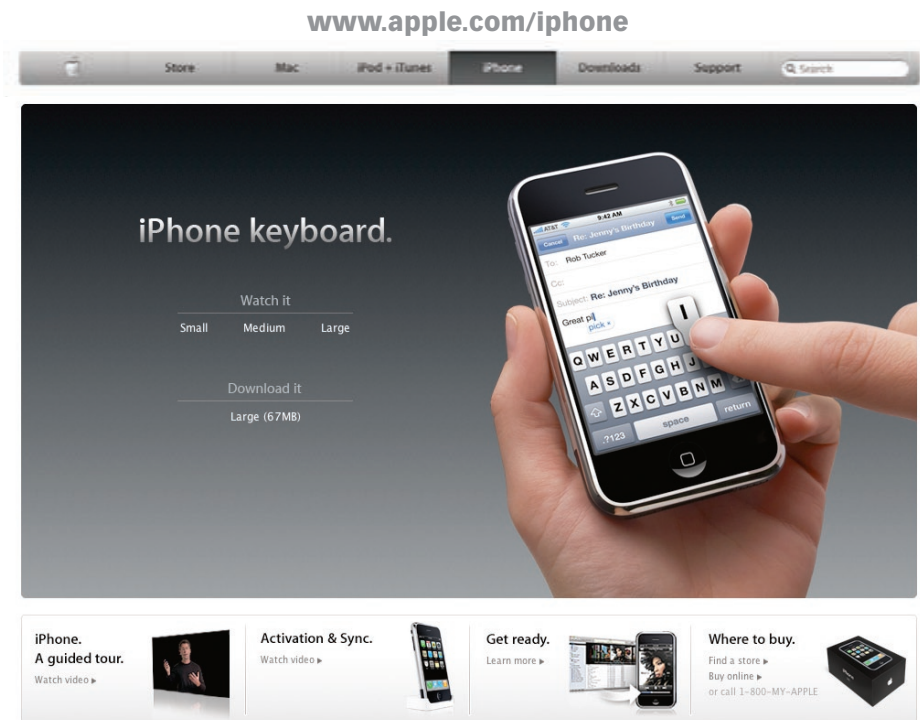 www.apple.com/iphone
Store Mac iPod + iTunes iPhone Downloads Support Search
iPhone keyboard.
Watch it
Small Medium Large
Download it
Large (67MB)
AT&T 9:42 AM
Cancel Re: Jenny's Birthday Send
To: Rob Tucker
Cc:
Subject: Re: Jenny's Birthday
Great pi
pick
I
Q W E R T Y U
A S D F G H J
Z X C V B N M
.?123 space return
iPhone.
A guided tour.
Watch video ▸
Activation & Sync.
Watch video ▸
Get ready.
Learn more ▸
Where to buy.
Find a store ▸
Buy online ▸
or call 1-800-MY-APPLE